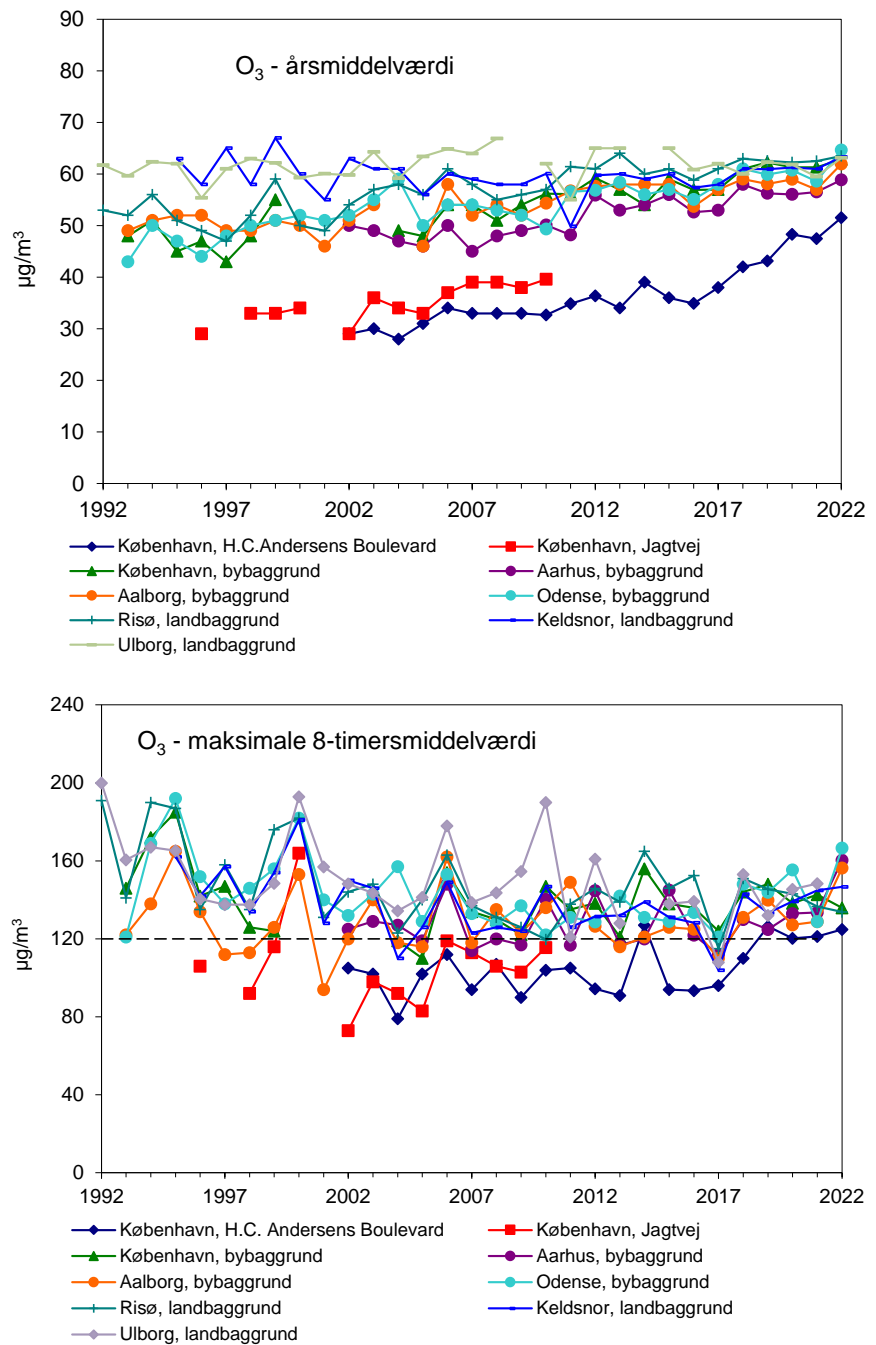 O3 - årsmiddelværdi
90
80
70
60
50
40
30
20
10
0
µg/m³
1992 1997 2002 2007 2012 2017 2022
København, H.C.Andersens Boulevard København, Jagtvej
København, bybaggrund Aarhus, bybaggrund
Aalborg, bybaggrund Odense, bybaggrund
Risø, landbaggrund Keldsnor, landbaggrund
Ulborg, landbaggrund
O3 - maksimale 8-timersmiddelværdi
240
200
160
120
80
40
0
µg/m³
1992 1997 2002 2007 2012 2017 2022
København, H.C. Andersens Boulevard København, Jagtvej
København, bybaggrund Aarhus, bybaggrund
Aalborg, bybaggrund Odense, bybaggrund
Risø, landbaggrund Keldsnor, landbaggrund
Ulborg, landbaggrund